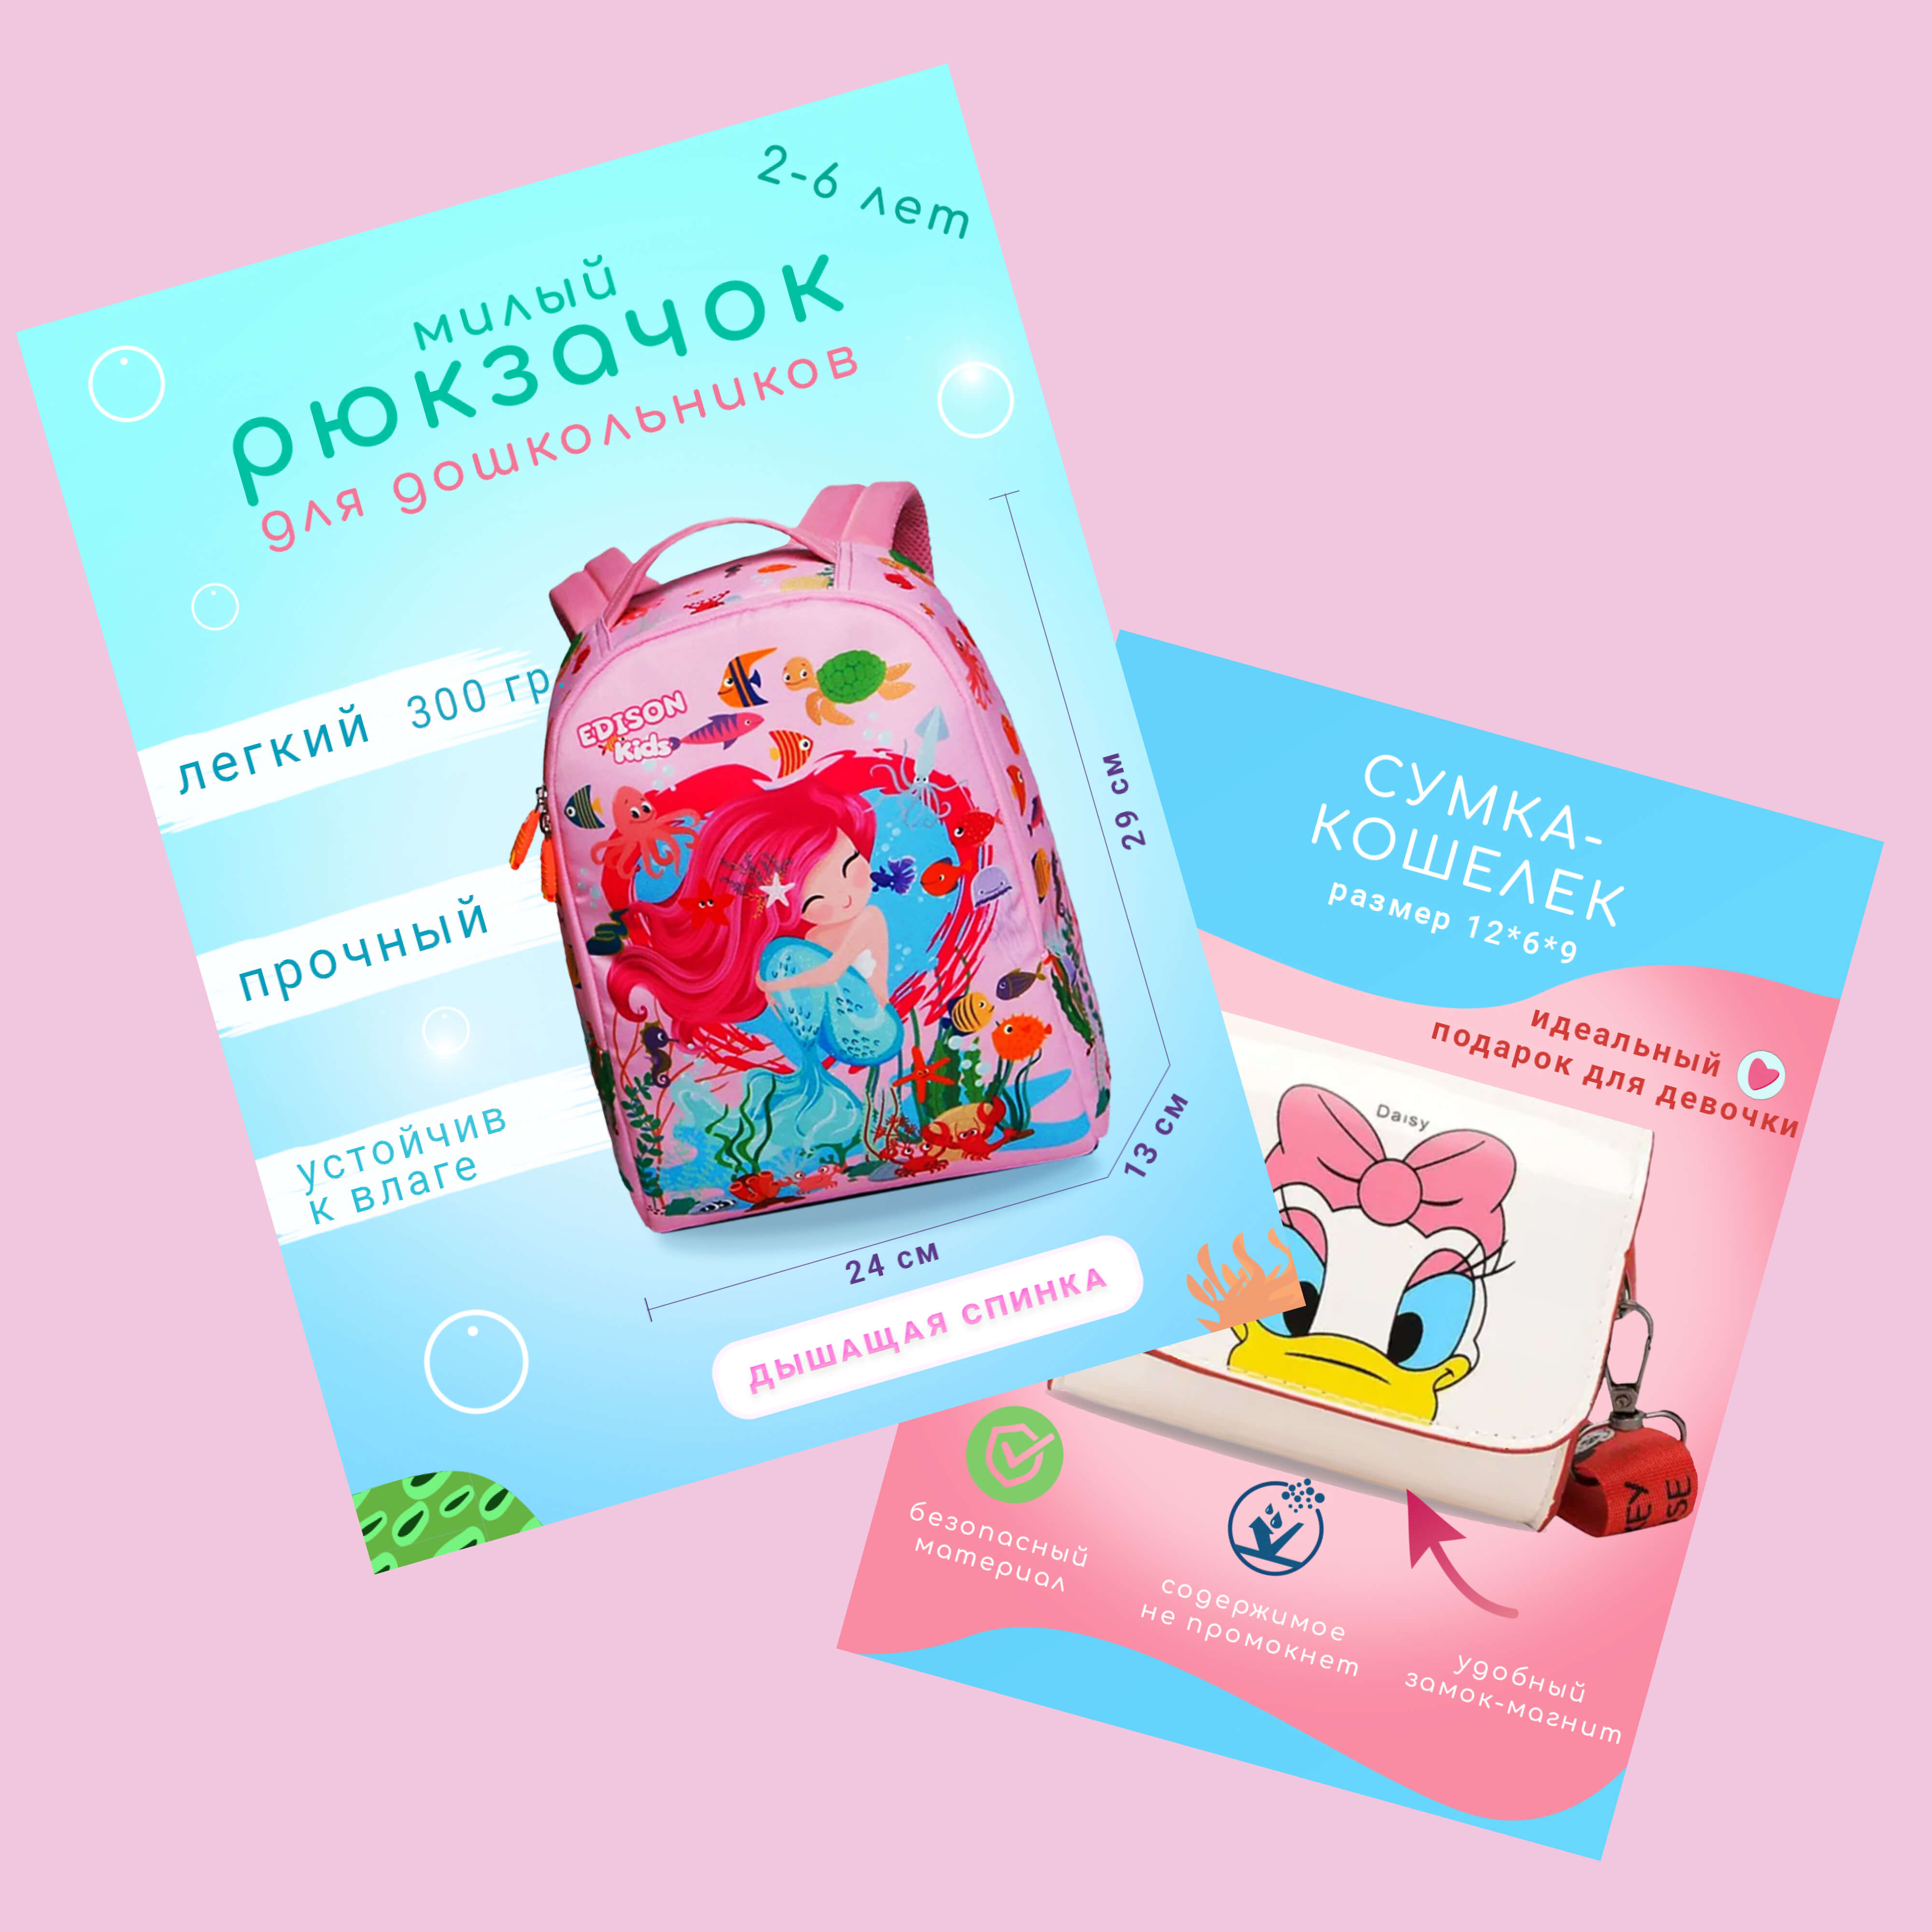 2-6 лет
милый
рюкзачок
для дошкольников
легкий 300 гр.
прочный
устойчив
к влаге
EDISON
Kids
29 см
13 см
24 см
ДЫШАЩАЯ СПИНКА
СУМКА-
КОШЕЛЕК
размер 12*6*9
идеальный
подарок для девочки
Daisy
безопасный
материал
содержимое
не промокнет
удобный
замок-магнит